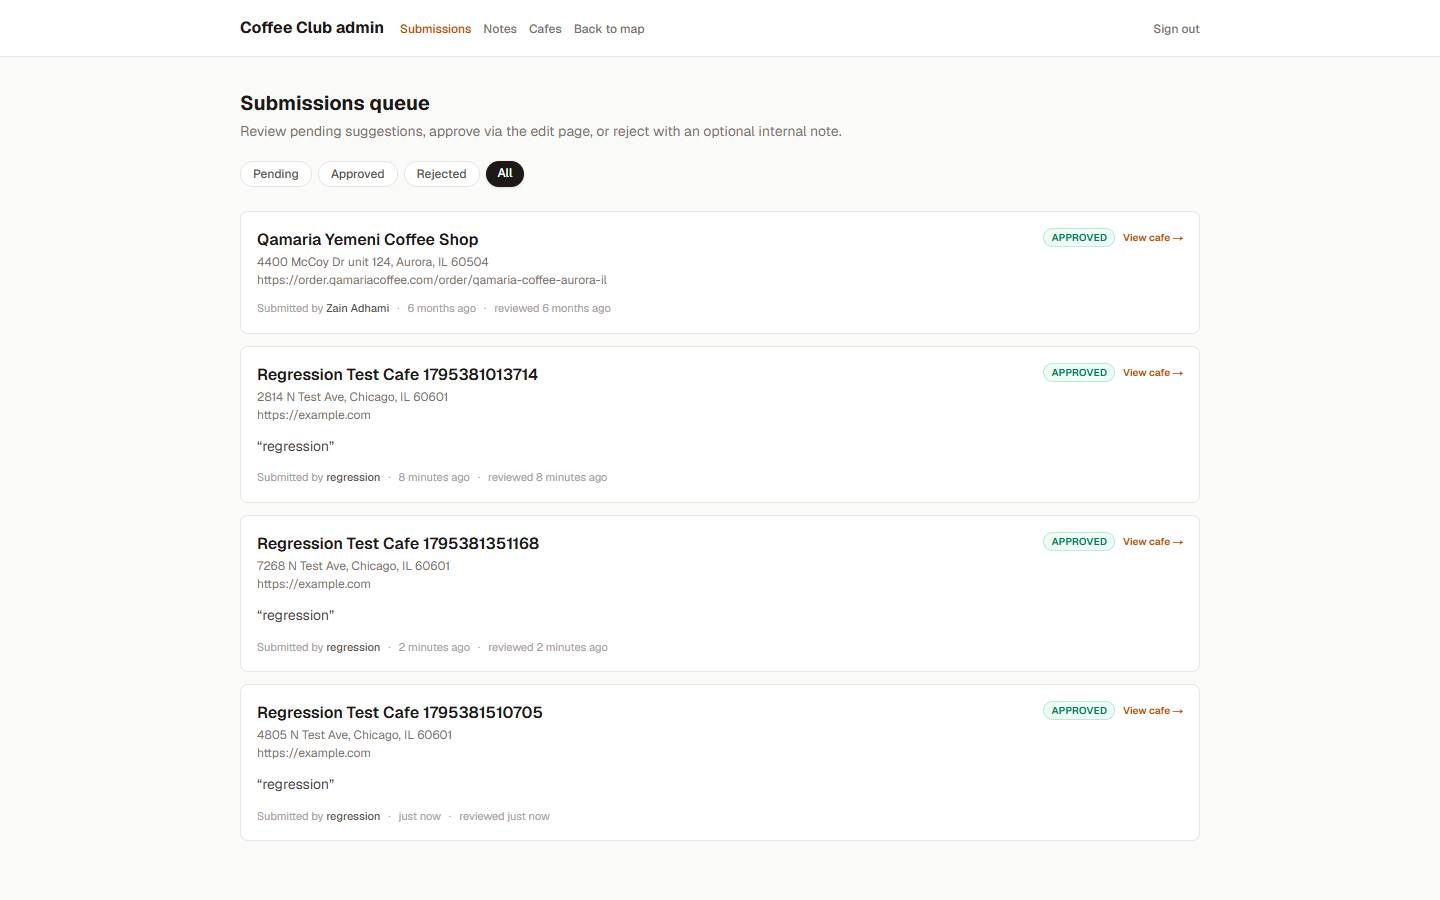 Coffee Club admin Submissions Notes Cafes Back to map Sign out
Submissions queue
Review pending suggestions, approve via the edit page, or reject with an optional internal note.
Pending Approved Rejected All
Qamaria Yemeni Coffee Shop APPROVED View cafe →
4400 McCoy Dr unit 124, Aurora, IL 60504
https://order.qamariacoffee.com/order/qamaria-coffee-aurora-il
Submitted by Zain Adhami · 6 months ago · reviewed 6 months ago
Regression Test Cafe 1795381013714 APPROVED View cafe →
2814 N Test Ave, Chicago, IL 60601
https://example.com
“regression”
Submitted by regression · 8 minutes ago · reviewed 8 minutes ago
Regression Test Cafe 1795381351168 APPROVED View cafe →
7268 N Test Ave, Chicago, IL 60601
https://example.com
“regression”
Submitted by regression · 2 minutes ago · reviewed 2 minutes ago
Regression Test Cafe 1795381510705 APPROVED View cafe →
4805 N Test Ave, Chicago, IL 60601
https://example.com
“regression”
Submitted by regression · just now · reviewed just now